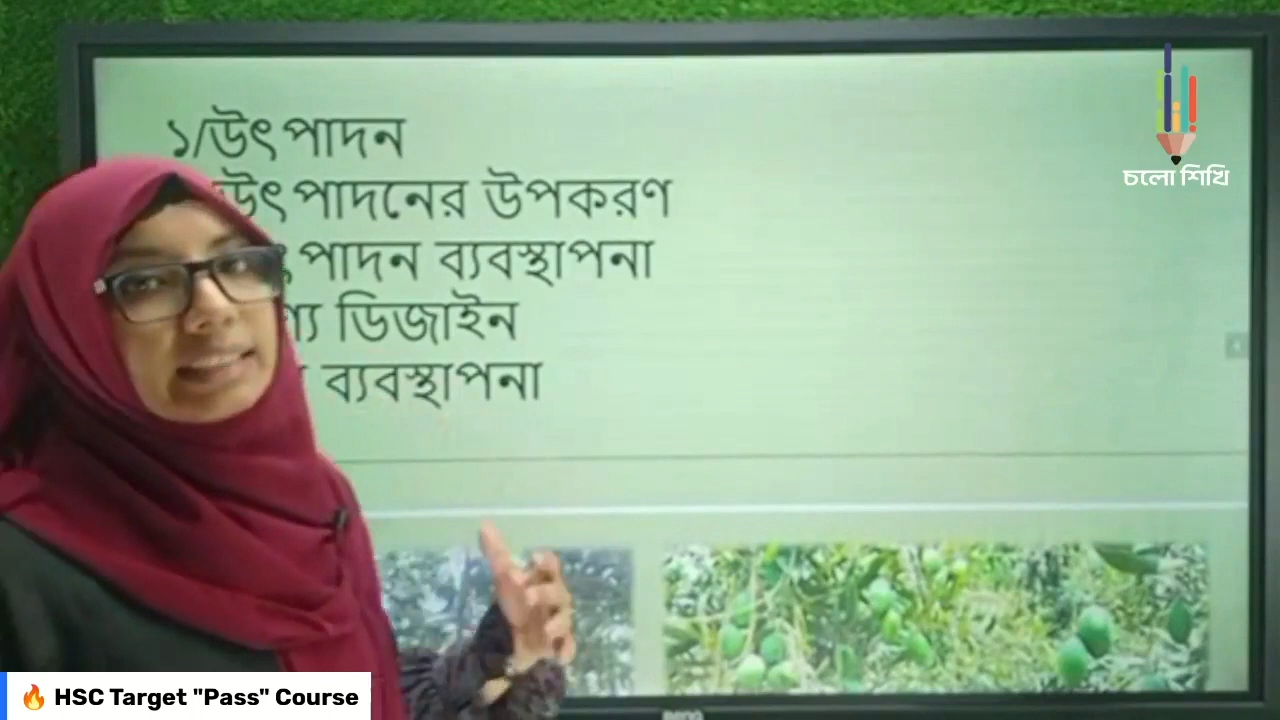 ১/উৎপাদন
উৎপাদনের উপকরণ
পাদন ব্যবস্থাপনা
ডিজাইন
ব্যবস্থাপনা
চলো শিখি
🔥 HSC Target "Pass" Course